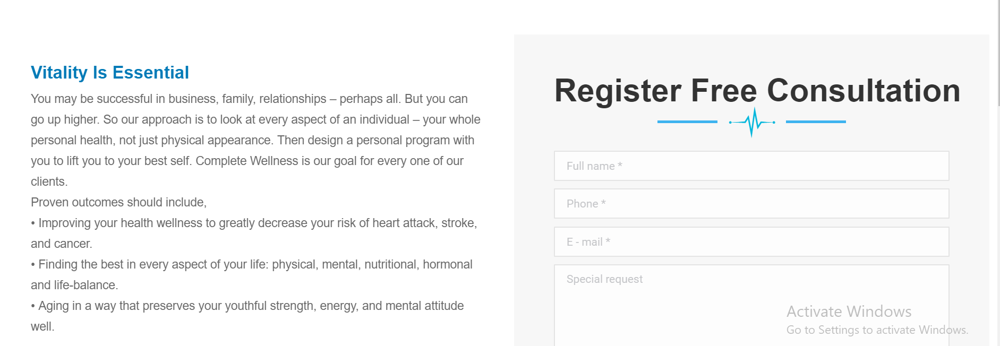 Vitality Is Essential
You may be successful in business, family, relationships – perhaps all. But you can
go up higher. So our approach is to look at every aspect of an individual – your whole
personal health, not just physical appearance. Then design a personal program with
you to lift you to your best self. Complete Wellness is our goal for every one of our
clients.
Proven outcomes should include,
• Improving your health wellness to greatly decrease your risk of heart attack, stroke,
and cancer.
• Finding the best in every aspect of your life: physical, mental, nutritional, hormonal
and life-balance.
• Aging in a way that preserves your youthful strength, energy, and mental attitude
well.
Register Free Consultation
Full name *
Phone *
E - mail *
Special request
Activate Windows
Go to Settings to activate Windows.